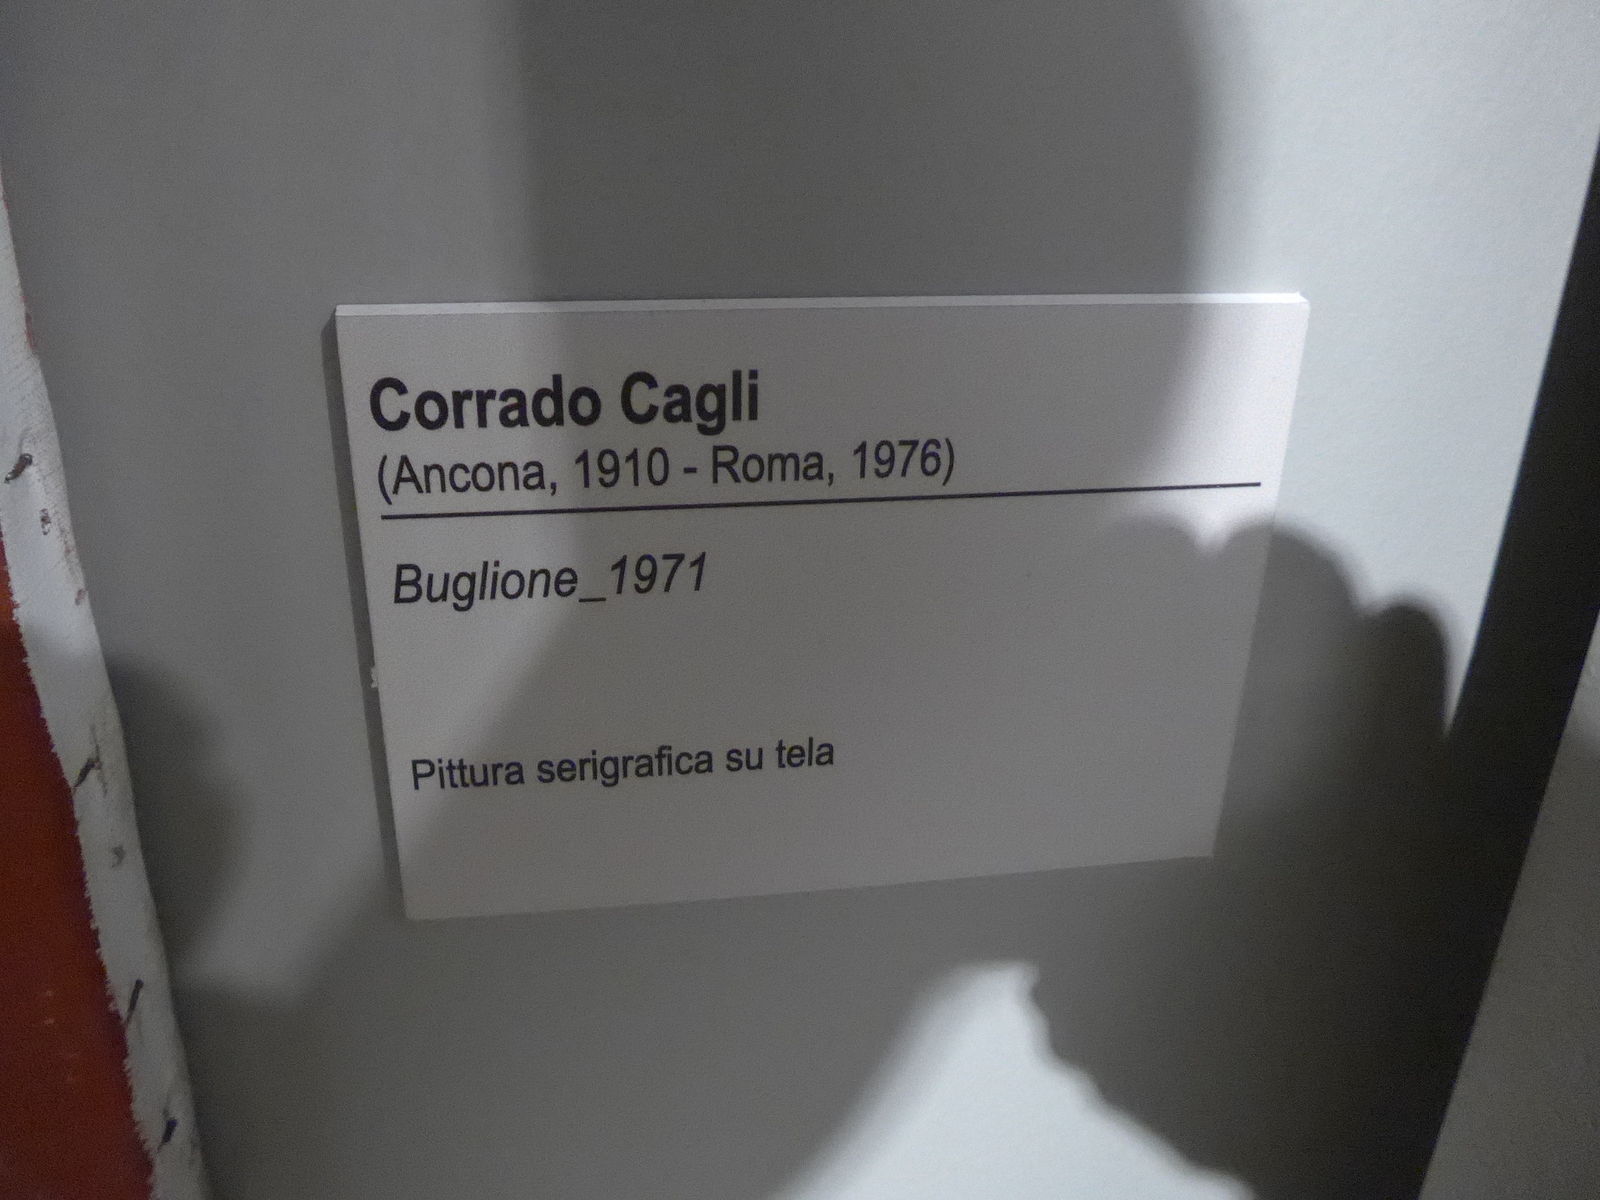 Corrado Cagli
(Ancona, 1910 - Roma, 1976)
Buglione_1971
Pittura serigrafica su tela